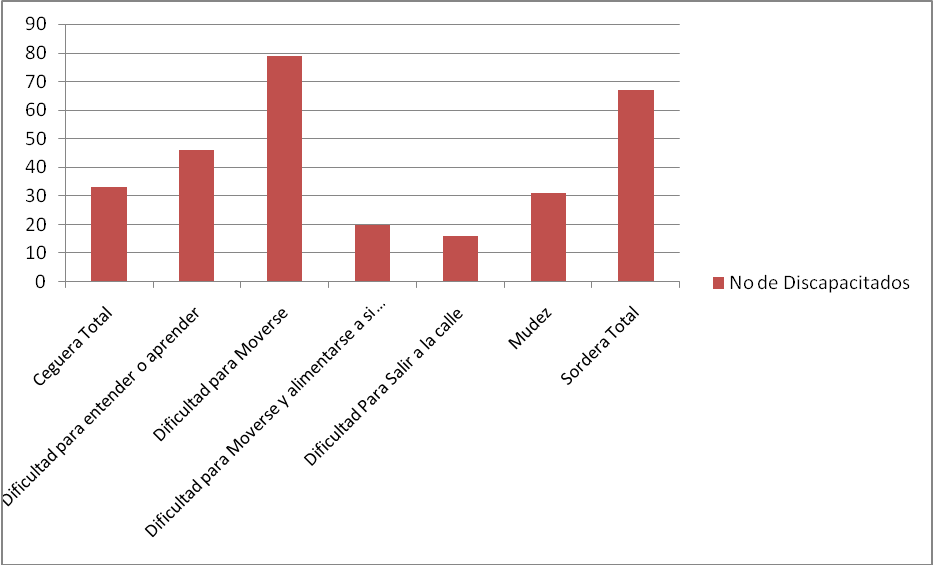 90
80
70
60
50
40
30
20
10
0
Ceguera Total
Dificultad para entender o aprender
Dificultad para Moverse
Dificultad para Moverse y alimentarse a si...
Dificultad Para Salir a la calle
Mudez
Sordera Total
No de Discapacitados